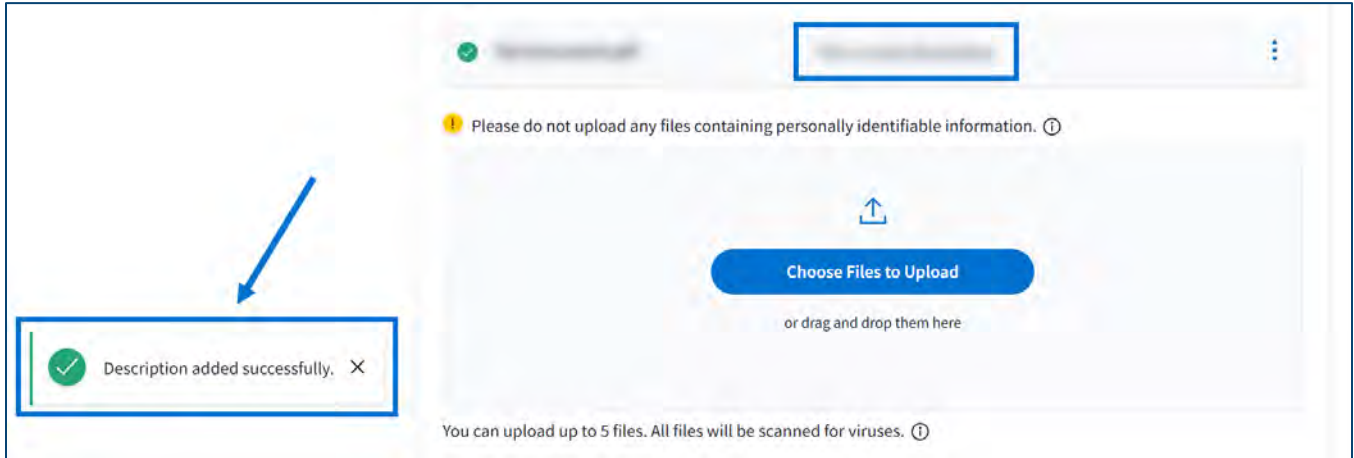 Please do not upload any files containing personally identifiable information.
Choose Files to Upload
or drag and drop them here
Description added successfully.
You can upload up to 5 files. All files will be scanned for viruses.